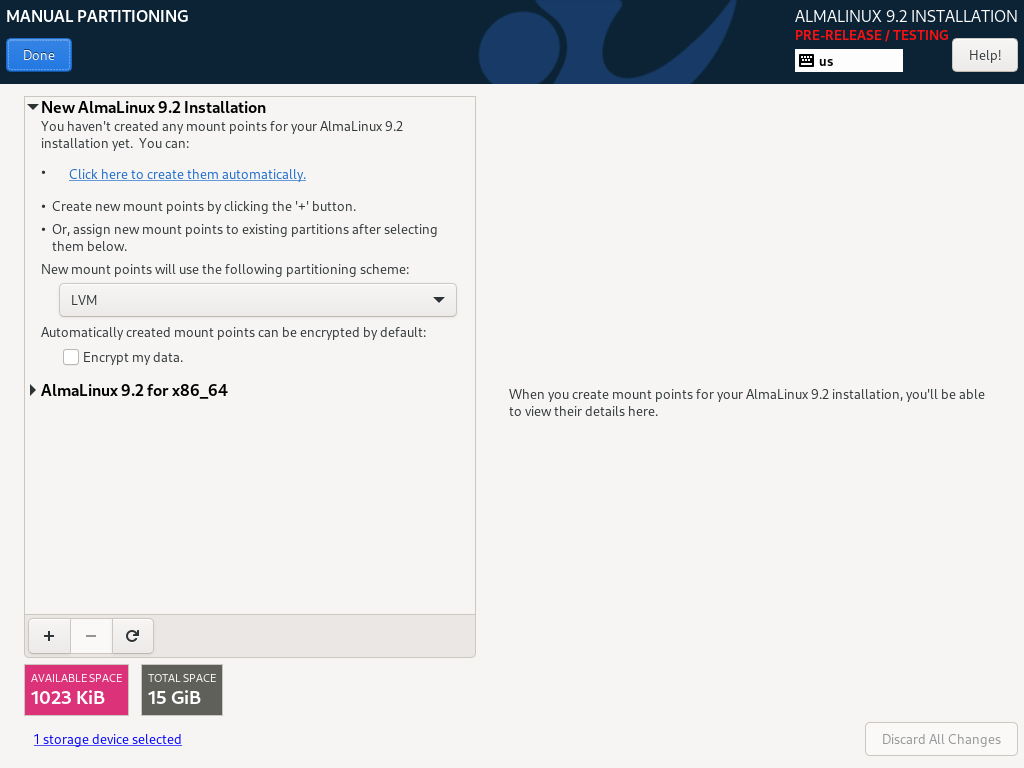 MANUAL PARTITIONING
ALMALINUX 9.2 INSTALLATION
PRE-RELEASE / TESTING
Done
us
Help!
New AlmaLinux 9.2 Installation
You haven't created any mount points for your AlmaLinux 9.2
installation yet.  You can:
• Click here to create them automatically.
• Create new mount points by clicking the '+' button.
• Or, assign new mount points to existing partitions after selecting
them below.
New mount points will use the following partitioning scheme:
LVM
Automatically created mount points can be encrypted by default:
Encrypt my data.
AlmaLinux 9.2 for x86_64
When you create mount points for your AlmaLinux 9.2 installation, you'll be able
to view their details here.
+ −
AVAILABLE SPACE
1023 KiB
TOTAL SPACE
15 GiB
1 storage device selected
Discard All Changes